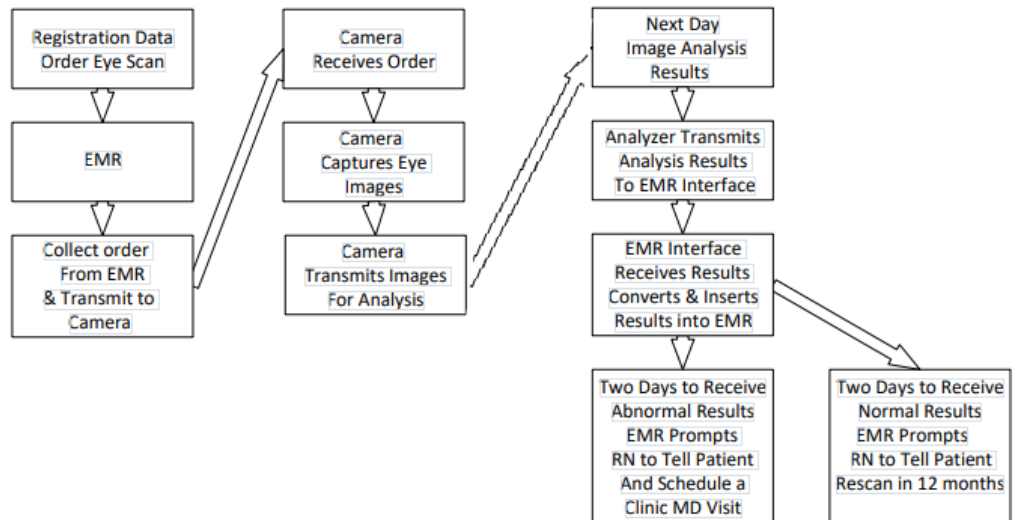 Registration Data
Order Eye Scan
EMR
Collect order
From EMR
& Transmit to
Camera
Camera
Receives Order
Camera
Captures Eye
Images
Camera
Transmits Images
For Analysis
Next Day
Image Analysis
Results
Analyzer Transmits
Analysis Results
To EMR Interface
EMR Interface
Receives Results
Converts & Inserts
Results into EMR
Two Days to Receive
Abnormal Results
EMR Prompts
RN to Tell Patient
And Schedule a
Clinic MD Visit
Two Days to Receive
Normal Results
EMR Prompts
RN to Tell Patient
Rescan in 12 months